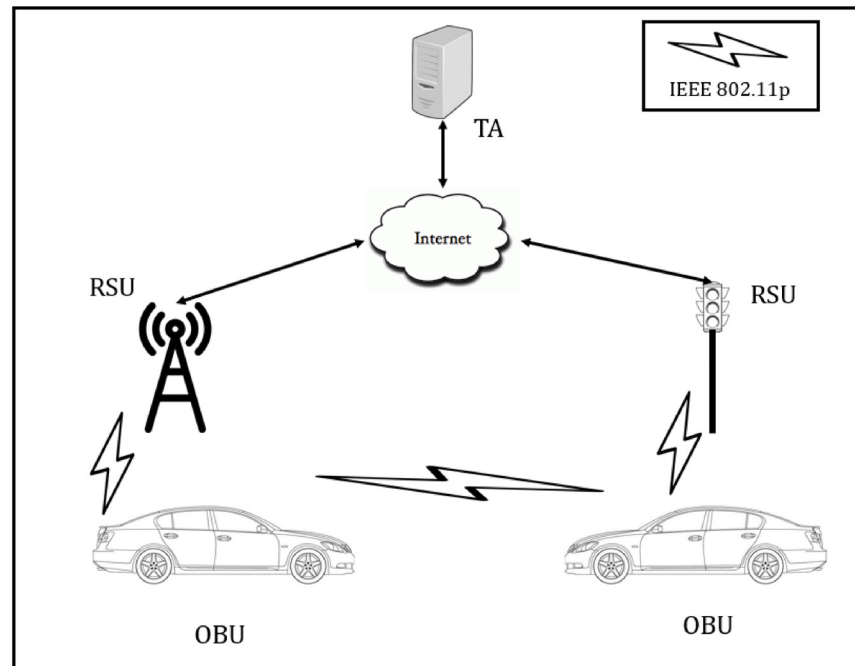 IEEE 802.11p
TA
Internet
RSU
RSU
OBU
OBU